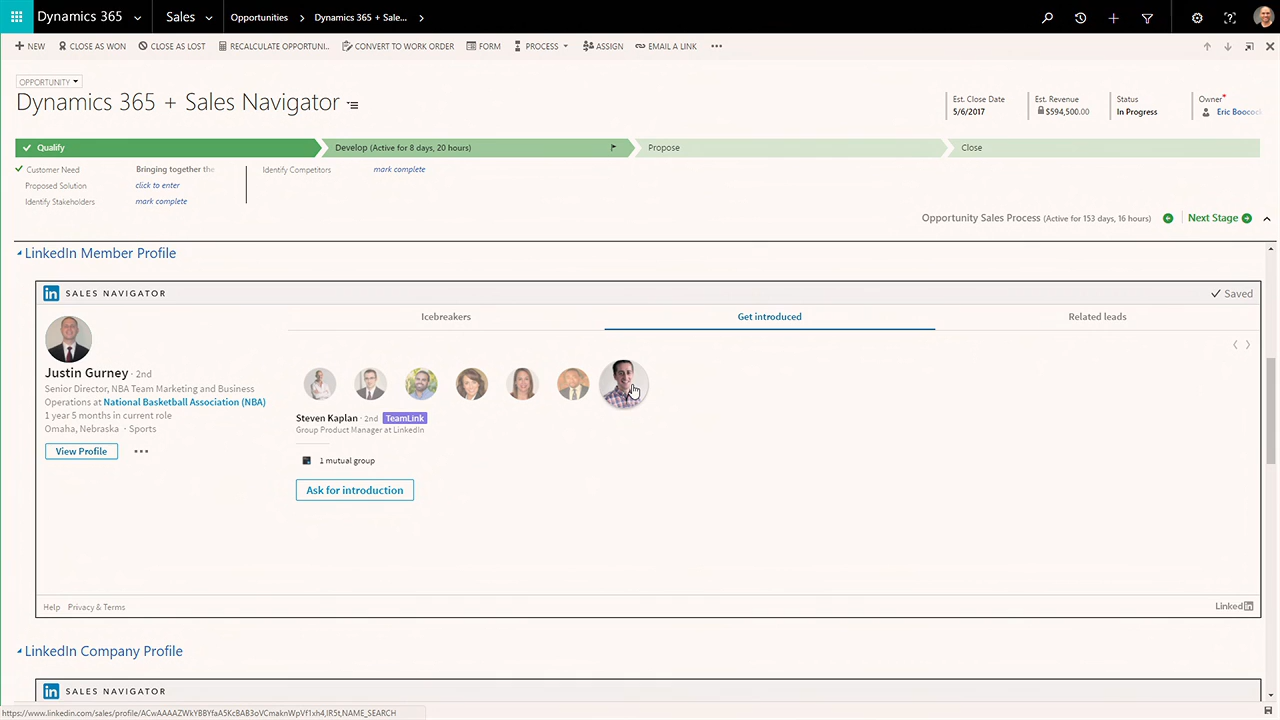 Dynamics 365 Sales Opportunities Dynamics 365 + Sale...
NEW CLOSE AS WON CLOSE AS LOST RECALCULATE OPPORTUNI.. CONVERT TO WORK ORDER FORM PROCESS ASSIGN EMAIL A LINK
OPPORTUNITY
Dynamics 365 + Sales Navigator
Est. Close Date
5/6/2017
Est. Revenue
$594,500.00
Status
In Progress
Owner*
Eric Boocock
Qualify Develop (Active for 8 days, 20 hours) Propose Close
Customer Need Bringing together the
Proposed Solution click to enter
Identify Stakeholders mark complete
Identify Competitors mark complete
Opportunity Sales Process (Active for 153 days, 16 hours) Next Stage
LinkedIn Member Profile
in SALES NAVIGATOR Saved
Icebreakers Get introduced Related leads
Justin Gurney · 2nd
Senior Director, NBA Team Marketing and Business
Operations at National Basketball Association (NBA)
1 year 5 months in current role
Omaha, Nebraska · Sports
View Profile
Steven Kaplan · 2nd TeamLink
Group Product Manager at LinkedIn
1 mutual group
Ask for introduction
Help Privacy & Terms LinkedIn
LinkedIn Company Profile
in SALES NAVIGATOR